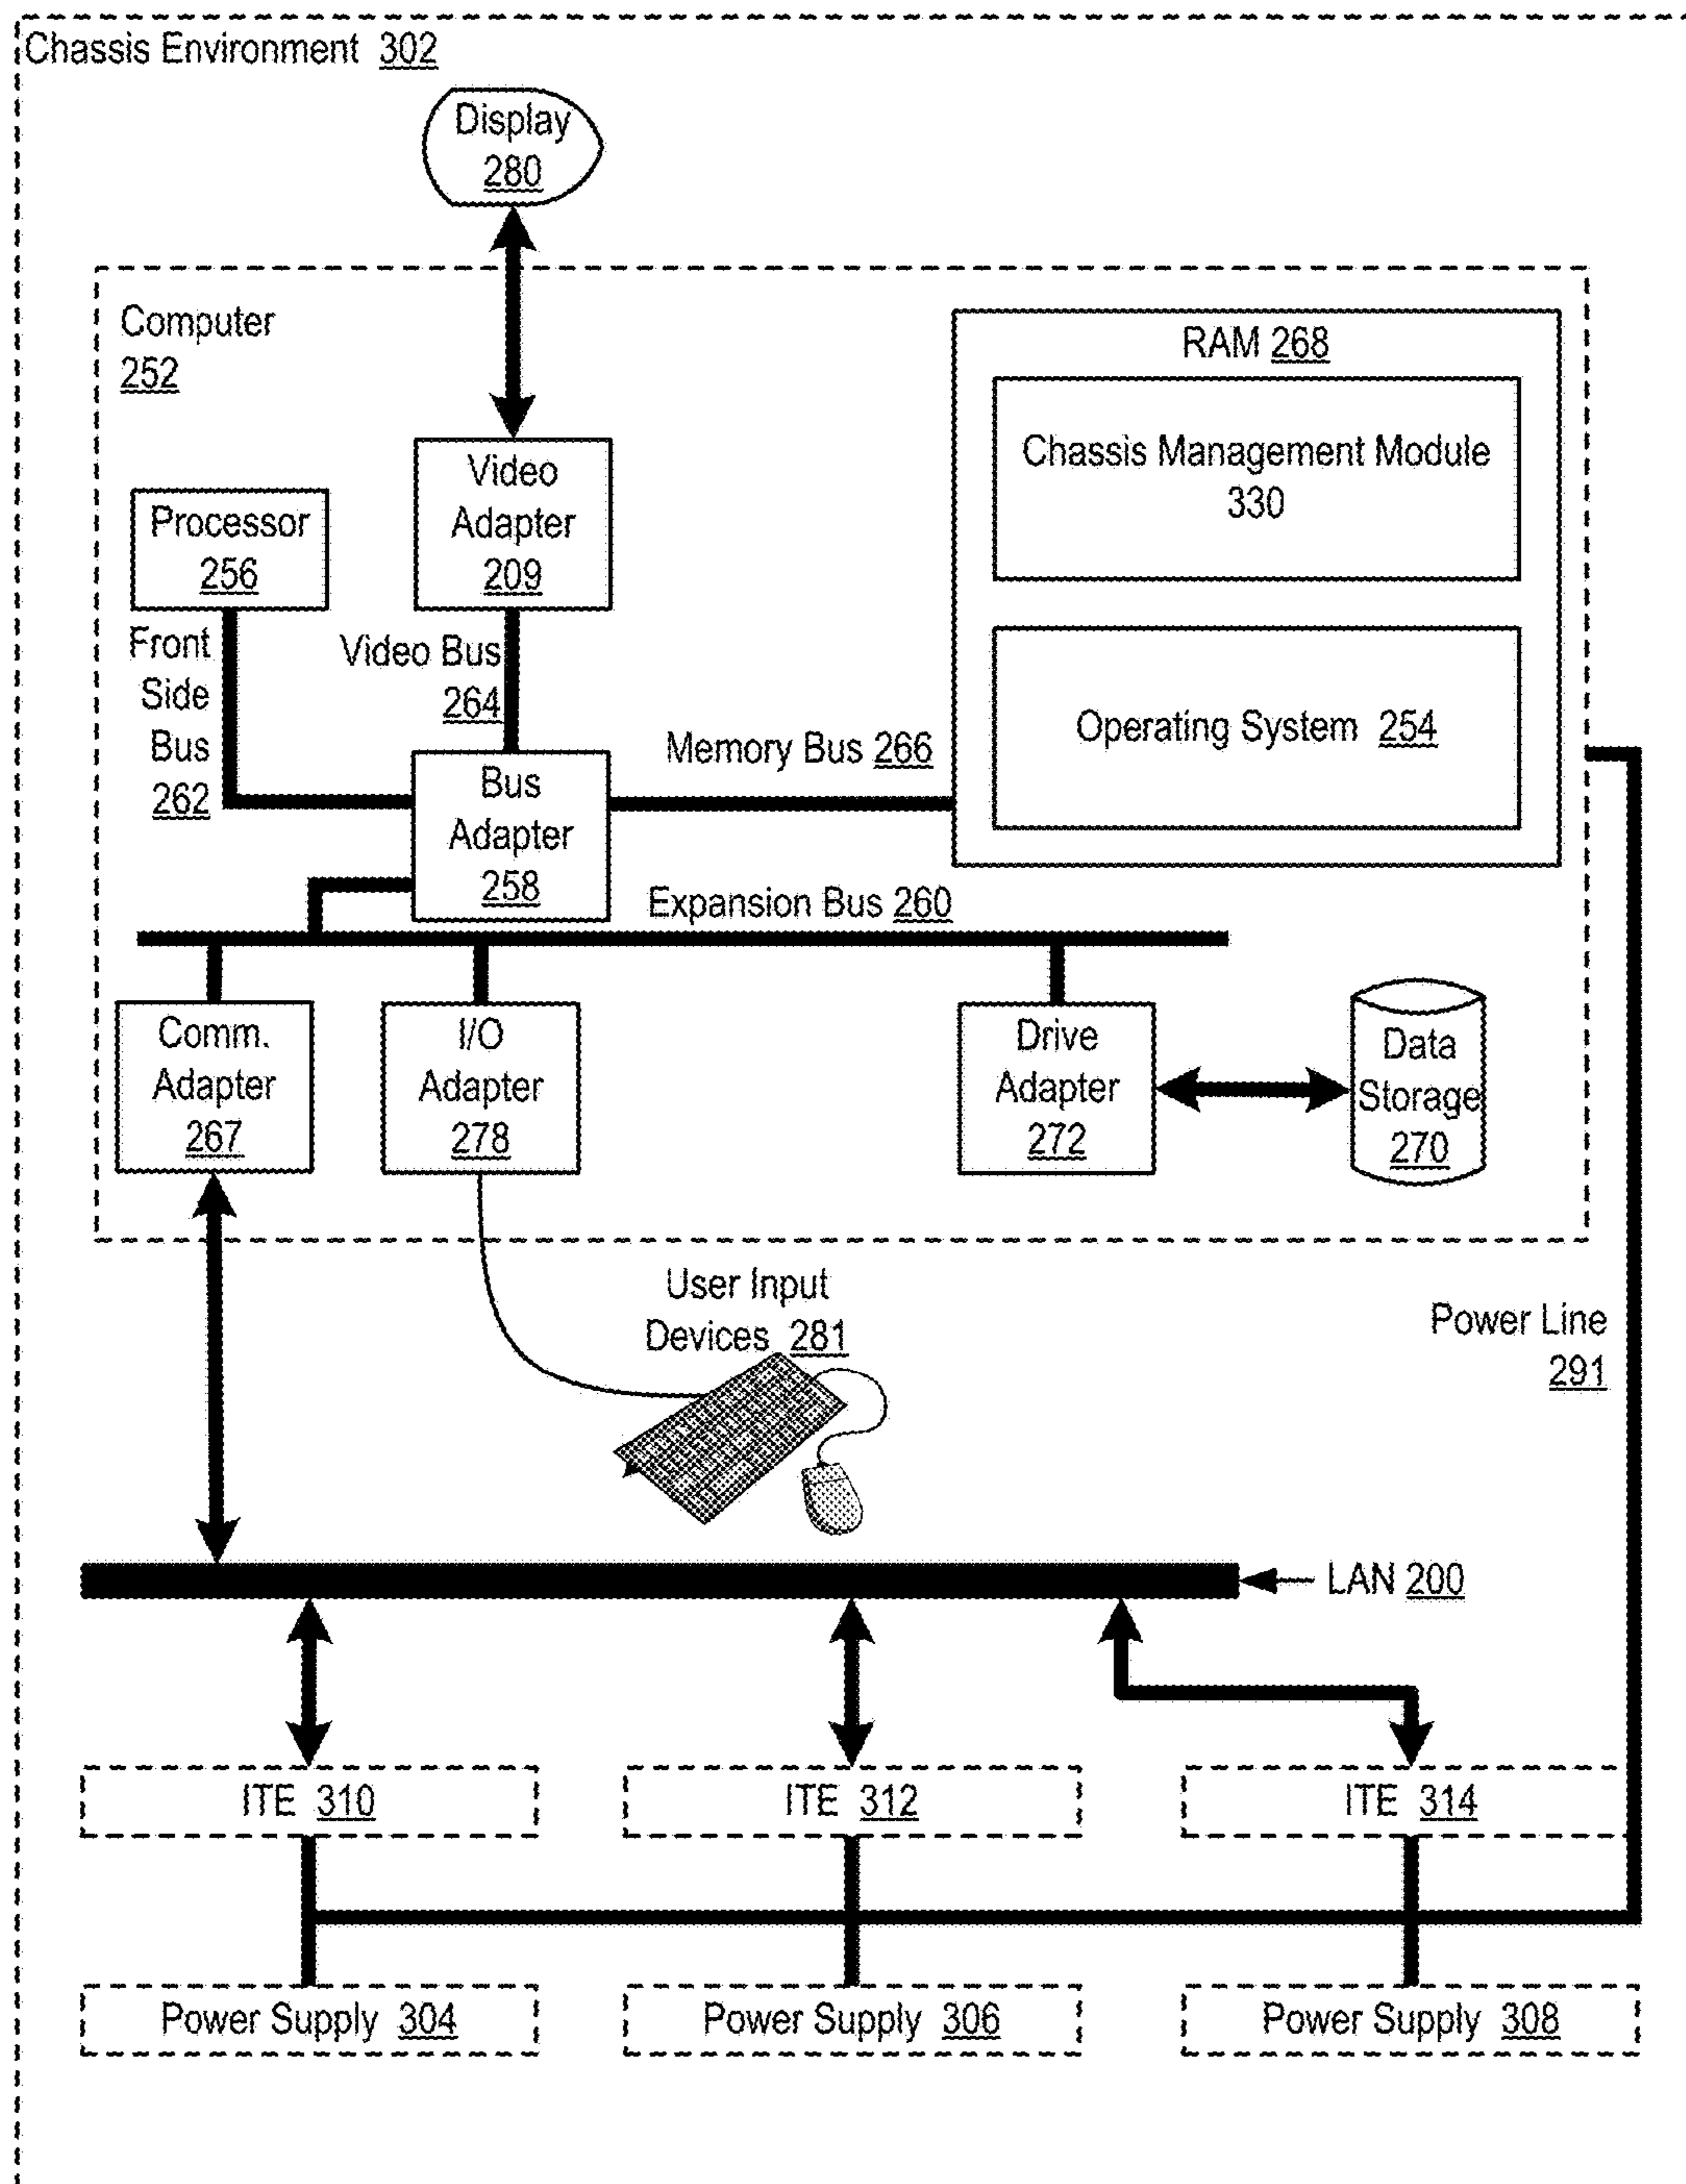 Chassis Environment 302
Display
280
Computer
252
RAM 268
Chassis Management Module
330
Video
Adapter
209
Processor
256
Front
Side
Bus
262
Video Bus
264
Operating System 254
Memory Bus 266
Bus
Adapter
258
Expansion Bus 260
Comm.
Adapter
267
I/O
Adapter
278
Drive
Adapter
272
Data
Storage
270
User Input
Devices 281
Power Line
291
LAN 200
ITE 310
ITE 312
ITE 314
Power Supply 304
Power Supply 306
Power Supply 308